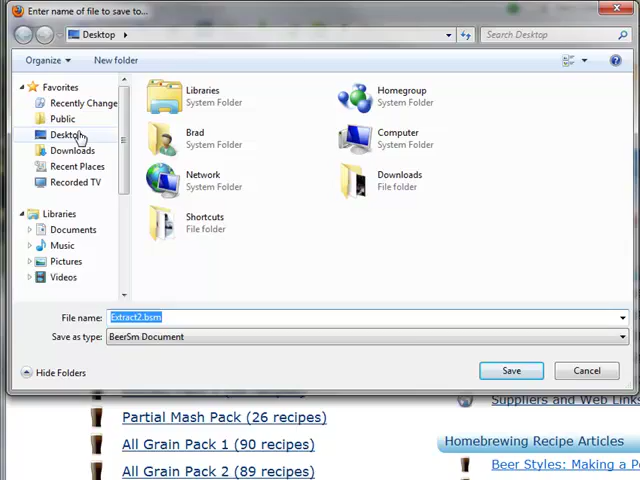 Enter name of file to save to...
Desktop
Search Desktop
Organize
New folder
Favorites
Recently Change
Public
Desktop
Downloads
Recent Places
Recorded TV
Libraries
Documents
Music
Pictures
Videos
Libraries
System Folder
Homegroup
System Folder
Brad
System Folder
Computer
System Folder
Network
System Folder
Downloads
File folder
Shortcuts
File folder
File name:
Extract2.bsm
Save as type:
BeerSm Document
Hide Folders
Save
Cancel
Suppliers and Web Links
Partial Mash Pack (26 recipes)
All Grain Pack 1 (90 recipes)
All Grain Pack 2 (89 recipes)
Homebrewing Recipe Articles
Beer Styles: Making a Po